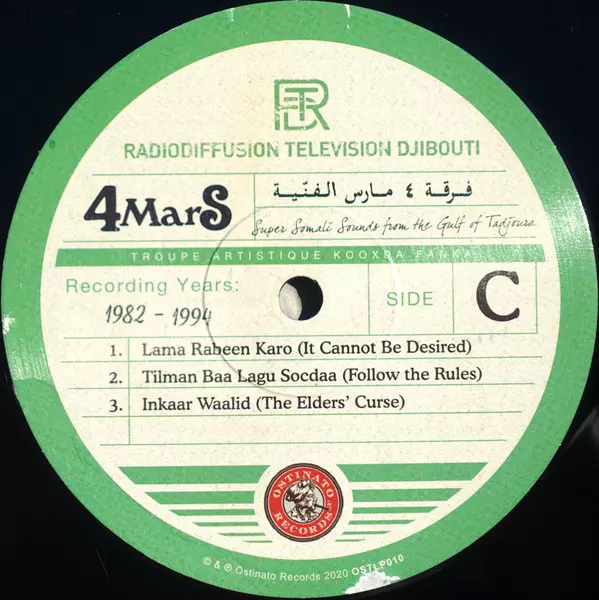 RTD
RADIODIFFUSION TELEVISION DJIBOUTI
4 MarS
فرقة ٤ مارس الفنّية
Super Somali Sounds from the Gulf of Tadjoura
TROUPE ARTISTIQUE KOOXDA FANKA
Recording Years:
1982 - 1994
SIDE C
1. Lama Rabeen Karo (It Cannot Be Desired)
2. Tilman Baa Lagu Socdaa (Follow the Rules)
3. Inkaar Waalid (The Elders' Curse)
OSTINATO
RECORDS
© & ℗ Ostinato Records 2020 OSTLP010